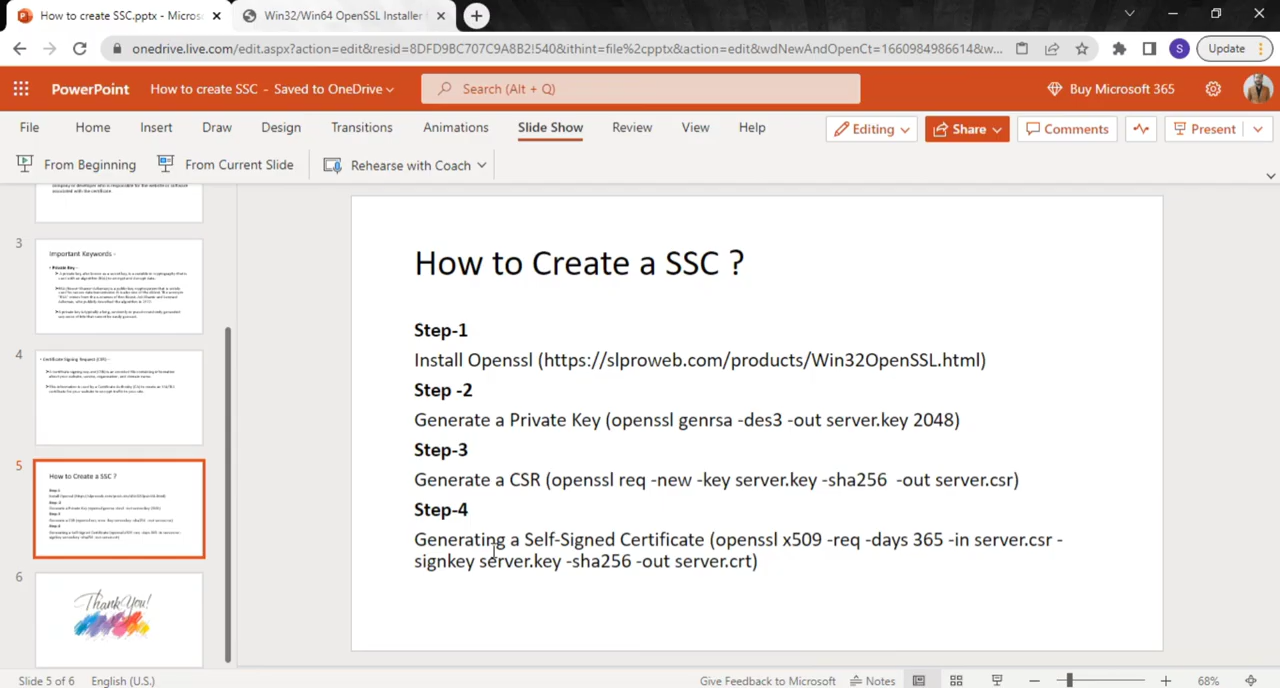 How to create SSC.pptx - Micros
Win32/Win64 OpenSSL Installer
onedrive.live.com/edit.aspx?action=edit&resid=8DFD9BC707C9A8B2!540&ithint=file%2cpptx&action=edit&wdNewAndOpenCt=1660984986614&w...
S
Update
PowerPoint
How to create SSC - Saved to OneDrive
Search (Alt + Q)
Buy Microsoft 365
File Home Insert Draw Design Transitions Animations Slide Show Review View Help
Editing Share Comments Present
From Beginning From Current Slide Rehearse with Coach
3
Important Keywords -
Private Key -
4
Certificate Signing Request (CSR) -
5
How to Create a SSC ?
6
Thank You!
How to Create a SSC ?
Step-1
Install Openssl (https://slproweb.com/products/Win32OpenSSL.html)
Step -2
Generate a Private Key (openssl genrsa -des3 -out server.key 2048)
Step-3
Generate a CSR (openssl req -new -key server.key -sha256 -out server.csr)
Step-4
Generating a Self-Signed Certificate (openssl x509 -req -days 365 -in server.csr -
signkey server.key -sha256 -out server.crt)
Slide 5 of 6 English (U.S.) Give Feedback to Microsoft Notes 68%